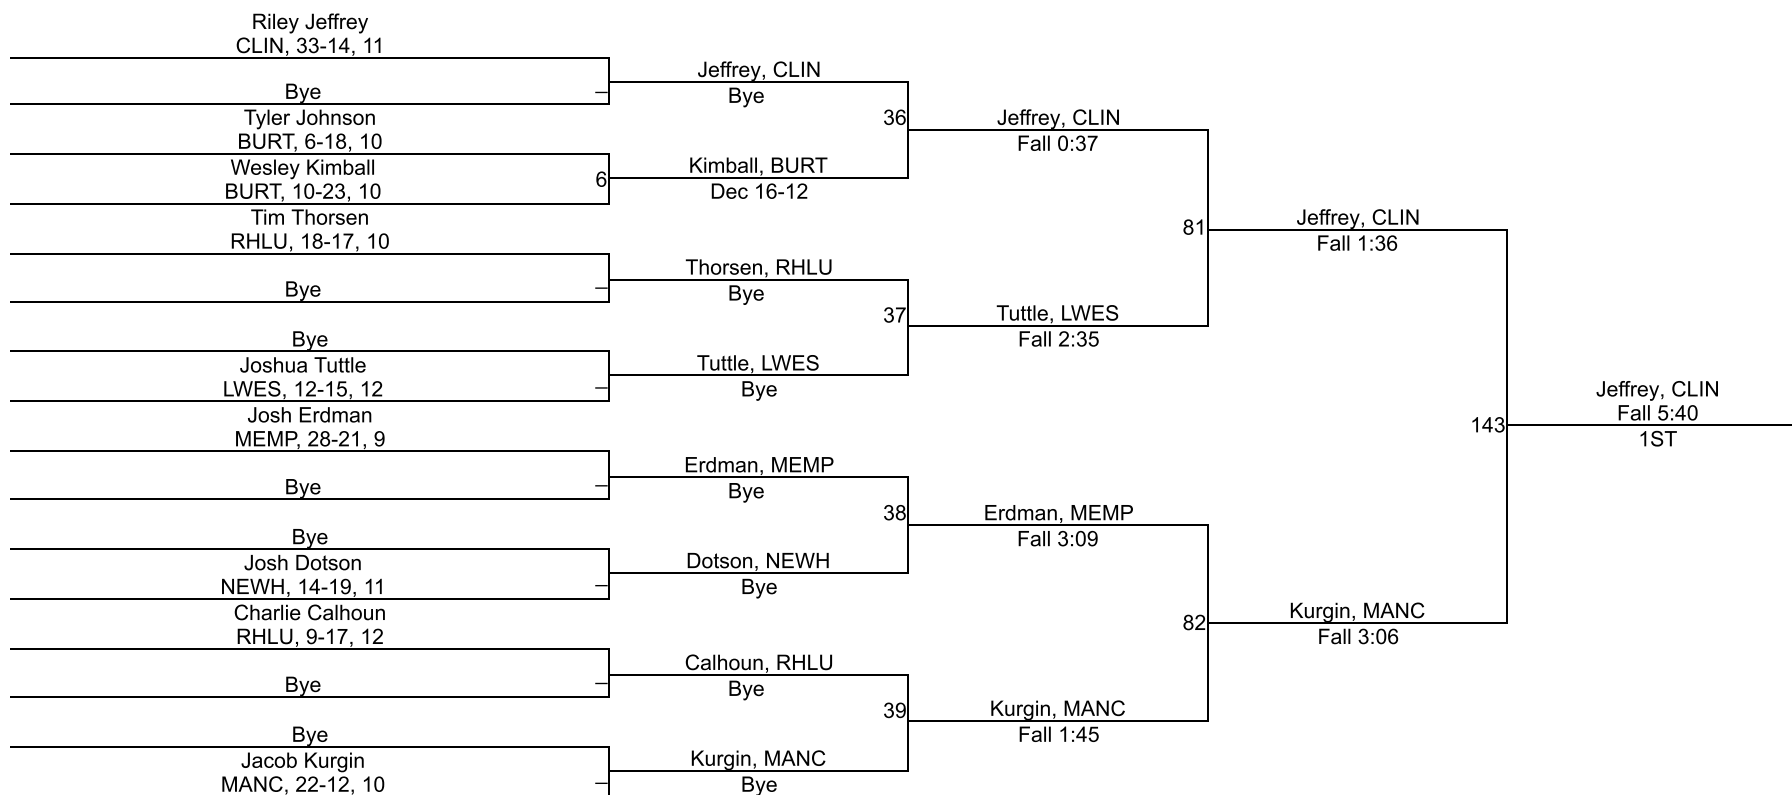 Riley Jeffrey
CLIN, 33-14, 11
Bye
Tyler Johnson
BURT, 6-18, 10
Wesley Kimball
BURT, 10-23, 10
6
Tim Thorsen
RHLU, 18-17, 10
Bye
Bye
Joshua Tuttle
LWES, 12-15, 12
Josh Erdman
MEMP, 28-21, 9
Bye
Bye
Josh Dotson
NEWH, 14-19, 11
Charlie Calhoun
RHLU, 9-17, 12
Bye
Bye
Jacob Kurgin
MANC, 22-12, 10
Jeffrey, CLIN
Bye
36
Kimball, BURT
Dec 16-12
Thorsen, RHLU
Bye
37
Tuttle, LWES
Bye
Erdman, MEMP
Bye
38
Dotson, NEWH
Bye
Calhoun, RHLU
Bye
39
Kurgin, MANC
Bye
Jeffrey, CLIN
Fall 0:37
81
Tuttle, LWES
Fall 2:35
Erdman, MEMP
Fall 3:09
82
Kurgin, MANC
Fall 1:45
Jeffrey, CLIN
Fall 1:36
143
Kurgin, MANC
Fall 3:06
Jeffrey, CLIN
Fall 5:40
1ST